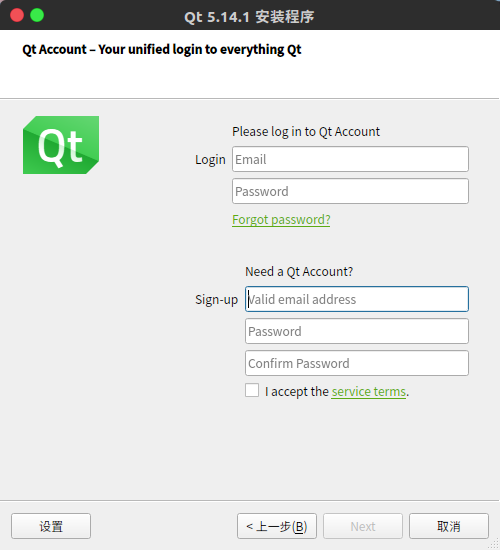 Qt 5.14.1 安装程序
Qt Account – Your unified login to everything Qt
Qt
Please log in to Qt Account
Login
Email
Password
Forgot password?
Need a Qt Account?
Sign-up
Valid email address
Password
Confirm Password
I accept the service terms.
设置
< 上一步(B)
Next
取消